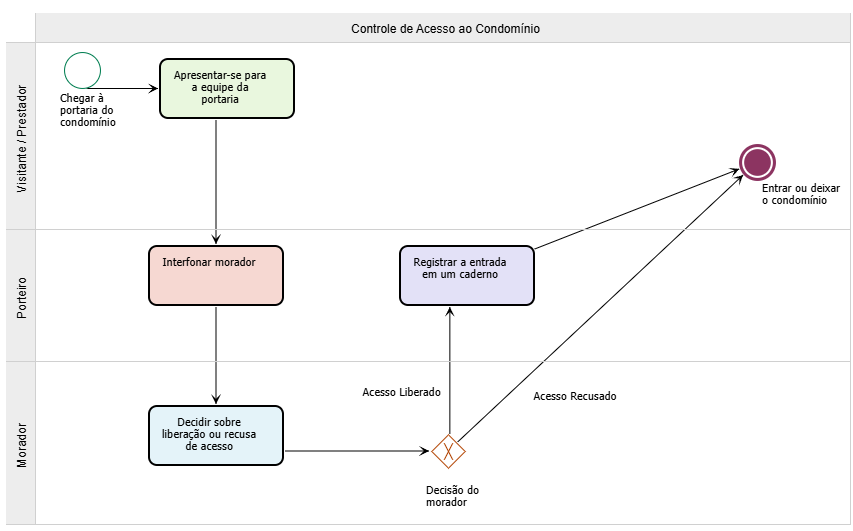 Controle de Acesso ao Condomínio
Visitante / Prestador
Chegar à
portaria do
condomínio
Apresentar-se para
a equipe da
portaria
Entrar ou deixar
o condomínio
Porteiro
Interfonar morador
Registrar a entrada
em um caderno
Morador
Acesso Liberado
Acesso Recusado
Decidir sobre
liberação ou recusa
de acesso
X
Decisão do
morador